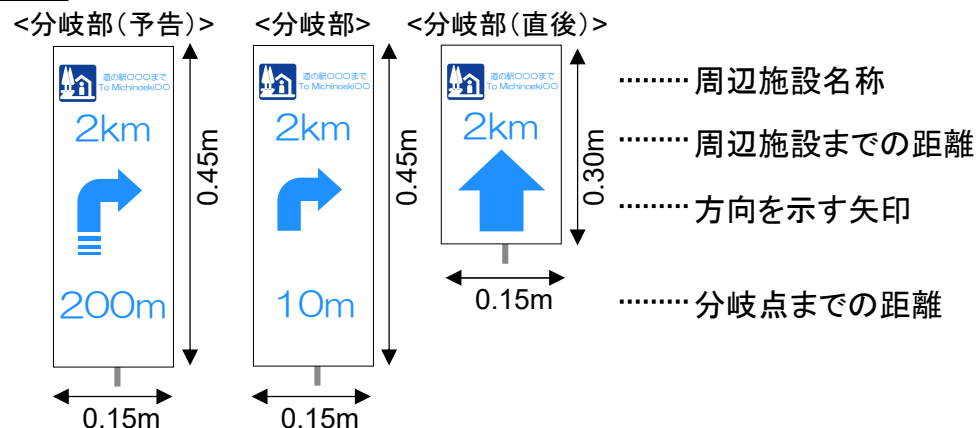 <分岐部(予告)>
<分岐部>
<分岐部(直後)>
道の駅○○○まで
To Michinoeki○○
2km
200m
0.45m
0.15m
道の駅○○○まで
To Michinoeki○○
2km
10m
0.45m
0.15m
道の駅○○○まで
To Michinoeki○○
2km
0.30m
0.15m
………周辺施設名称
………周辺施設までの距離
………方向を示す矢印
………分岐点までの距離